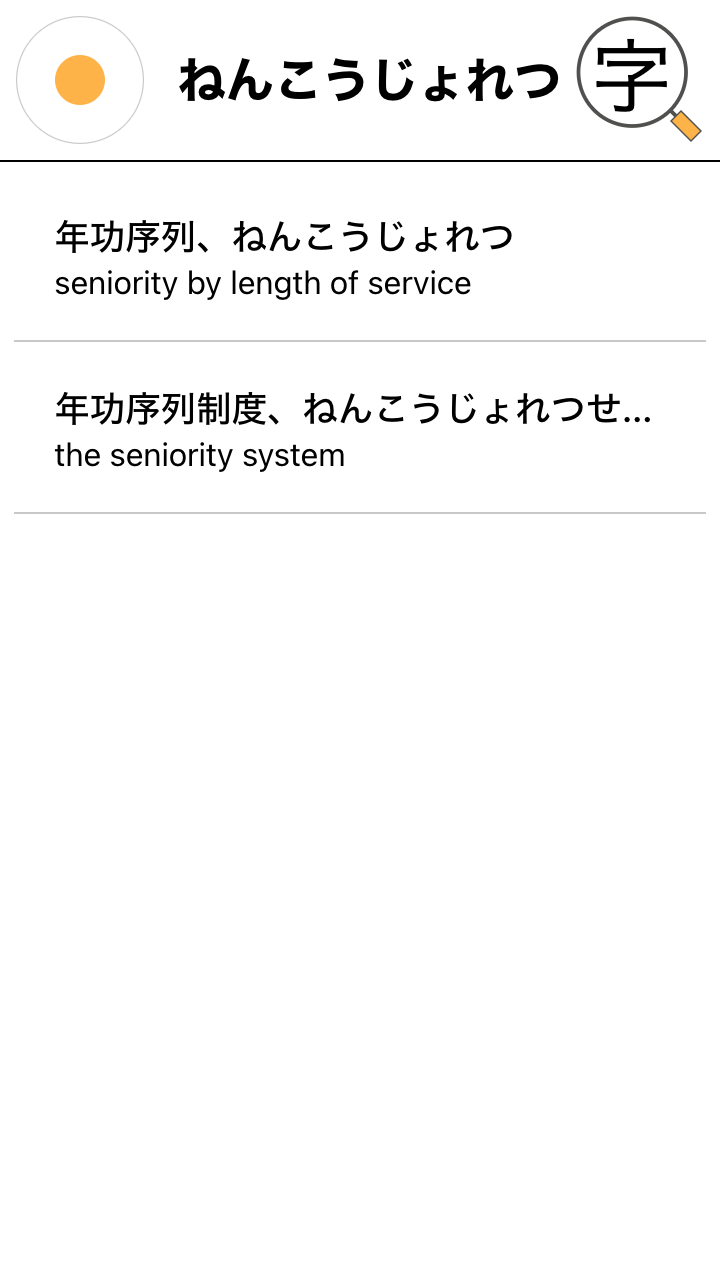 ねんこうじょれつ
字
年功序列、ねんこうじょれつ
seniority by length of service
年功序列制度、ねんこうじょれつせ...
the seniority system